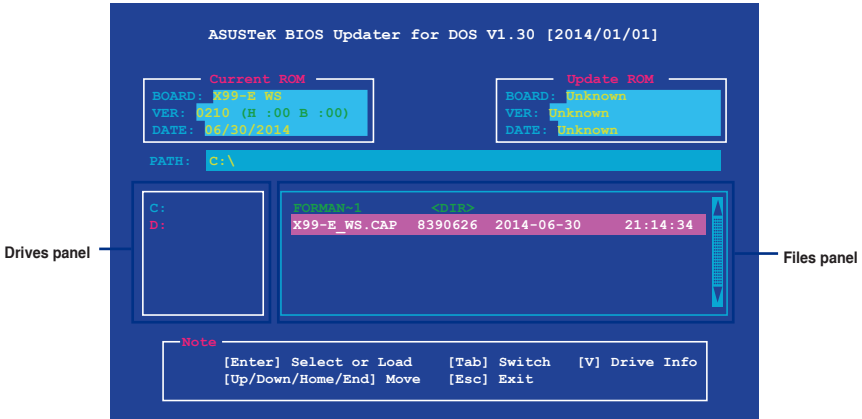 ASUSTeK BIOS Updater for DOS V1.30 [2014/01/01]
Current ROM
BOARD: X99-E WS
VER: 0210 (H :00 B :00)
DATE: 06/30/2014
Update ROM
BOARD: Unknown
VER: Unknown
DATE: Unknown
PATH: C:\
C:
D:
FORMAN~1 <DIR>
X99-E_WS.CAP 8390626 2014-06-30 21:14:34
Drives panel
Files panel
Note
[Enter] Select or Load [Tab] Switch [V] Drive Info
[Up/Down/Home/End] Move [Esc] Exit